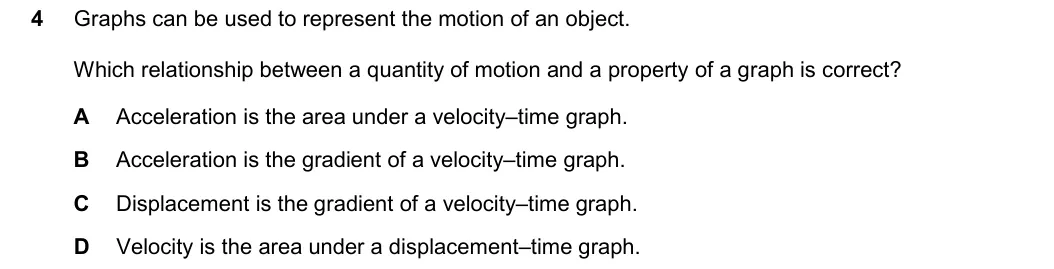 4 Graphs can be used to represent the motion of an object.
Which relationship between a quantity of motion and a property of a graph is correct?
A Acceleration is the area under a velocity–time graph.
B Acceleration is the gradient of a velocity–time graph.
C Displacement is the gradient of a velocity–time graph.
D Velocity is the area under a displacement–time graph.